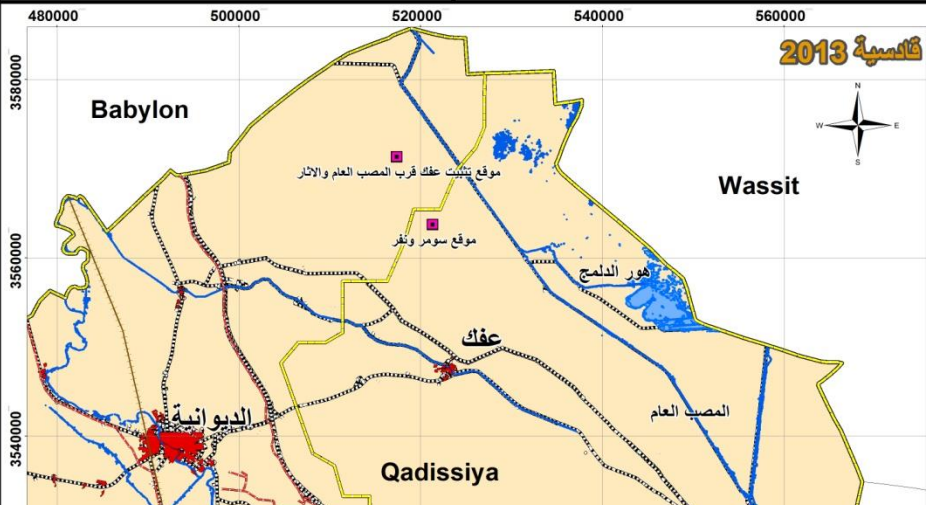 480000 500000 520000 540000 560000
قادسية 2013
3580000
N
W E
S
Babylon
موقع تثبيت عفك قرب المصب العام والاثار
Wassit
موقع سومر ونفر
3560000
هور الدلمج
عفك
المصب العام
الديوانية
3540000
Qadissiya